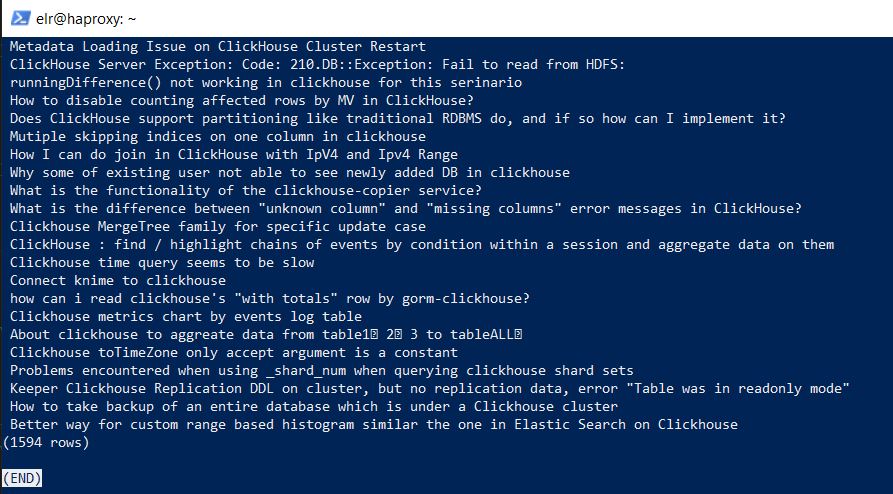 elr@haproxy: ~
Metadata Loading Issue on ClickHouse Cluster Restart
ClickHouse Server Exception: Code: 210.DB::Exception: Fail to read from HDFS:
runningDifference() not working in clickhouse for this serinario
How to disable counting affected rows by MV in ClickHouse?
Does ClickHouse support partitioning like traditional RDBMS do, and if so how can I implement it?
Mutiple skipping indices on one column in clickhouse
How I can do join in ClickHouse with IpV4 and Ipv4 Range
Why some of existing user not able to see newly added DB in clickhouse
What is the functionality of the clickhouse-copier service?
What is the difference between "unknown column" and "missing columns" error messages in ClickHouse?
Clickhouse MergeTree family for specific update case
ClickHouse : find / highlight chains of events by condition within a session and aggregate data on them
Clickhouse time query seems to be slow
Connect knime to clickhouse
how can i read clickhouse's "with totals" row by gorm-clickhouse?
Clickhouse metrics chart by events log table
About clickhouse to aggreate data from table1 2 3 to tableALL
Clickhouse toTimeZone only accept argument is a constant
Problems encountered when using _shard_num when querying clickhouse shard sets
Keeper Clickhouse Replication DDL on cluster, but no replication data, error "Table was in readonly mode"
How to take backup of an entire database which is under a Clickhouse cluster
Better way for custom range based histogram similar the one in Elastic Search on Clickhouse
(1594 rows)
(END)